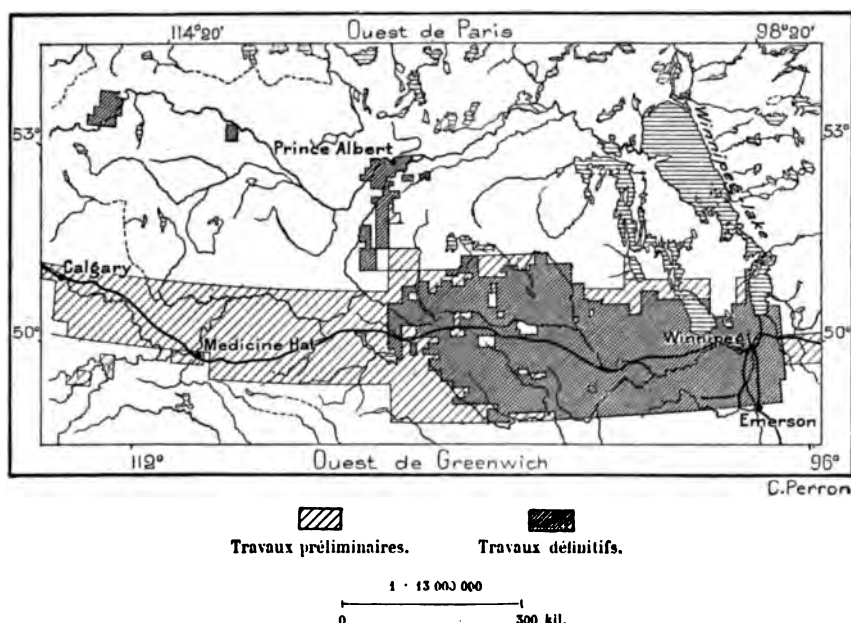 114°20' Ouest de Paris 98°20'
53° 53°
Prince Albert
Winnipeg lake
Calgary
50° 50°
Medicine Hat
Winnipeg
Emerson
112° Ouest de Greenwich 96°
C. Perron
Travaux préliminaires. Travaux définitifs.
1 : 13 000 000
0 300 kil.